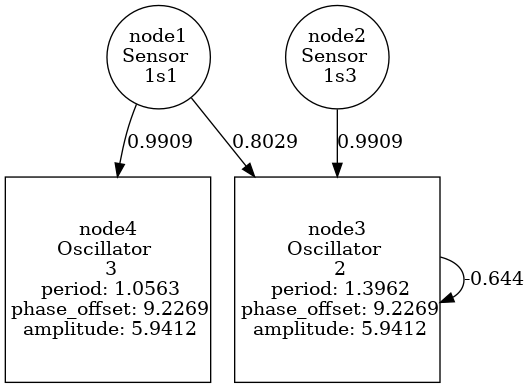 node1
Sensor
1s1
node2
Sensor
1s3
0.9909
0.8029
0.9909
node4
Oscillator
3
period: 1.0563
phase_offset: 9.2269
amplitude: 5.9412
node3
Oscillator
2
period: 1.3962
phase_offset: 9.2269
amplitude: 5.9412
-0.644